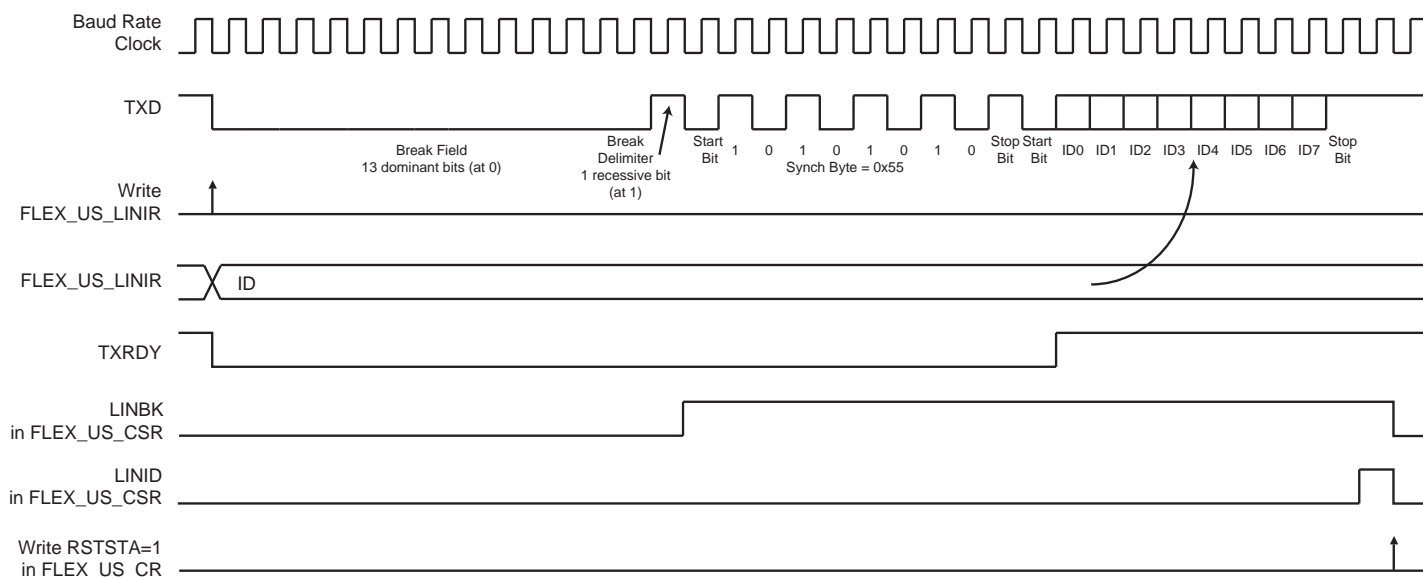 Baud Rate
Clock
TXD
Break Field
13 dominant bits (at 0)
Break
Delimiter
1 recessive bit
(at 1)
Start
Bit
1 0 1 0 1 0 1 0
Synch Byte = 0x55
Stop
Bit
Start
Bit
ID0 ID1 ID2 ID3 ID4 ID5 ID6 ID7
Stop
Bit
Write
FLEX_US_LINIR
FLEX_US_LINIR
ID
TXRDY
LINBK
in FLEX_US_CSR
LINID
in FLEX_US_CSR
Write RSTSTA=1
in FLEX_US_CR